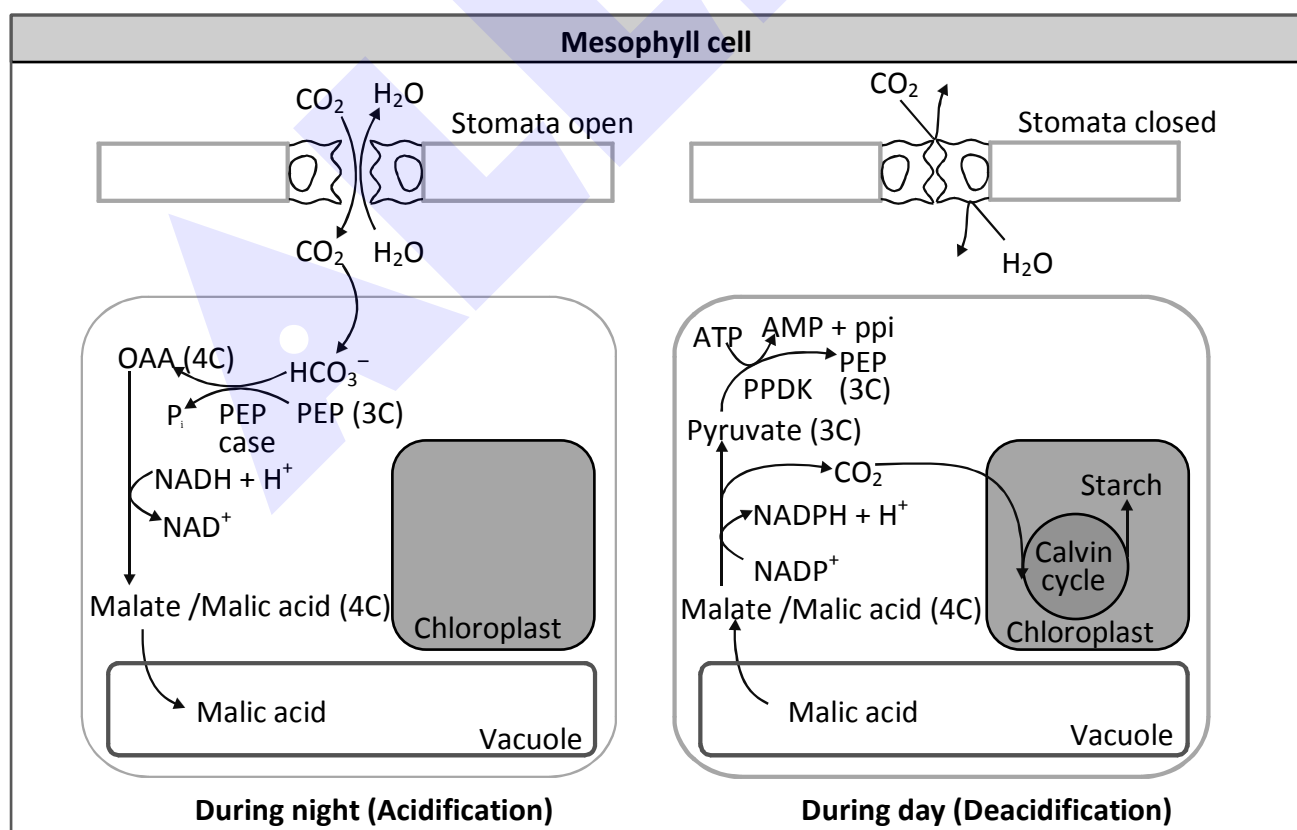 Mesophyll cell
CO₂
H₂O
Stomata open
CO₂
H₂O
OAA (4C)
HCO₃⁻
Pᵢ
PEP
case
PEP (3C)
NADH + H⁺
NAD⁺
Malate /Malic acid (4C)
Chloroplast
Malic acid
Vacuole
During night (Acidification)
CO₂
Stomata closed
H₂O
ATP
AMP + ppi
PEP
(3C)
PPDK
Pyruvate (3C)
CO₂
Starch
NADPH + H⁺
Calvin
cycle
NADP⁺
Malate /Malic acid (4C)
Chloroplast
Malic acid
Vacuole
During day (Deacidification)